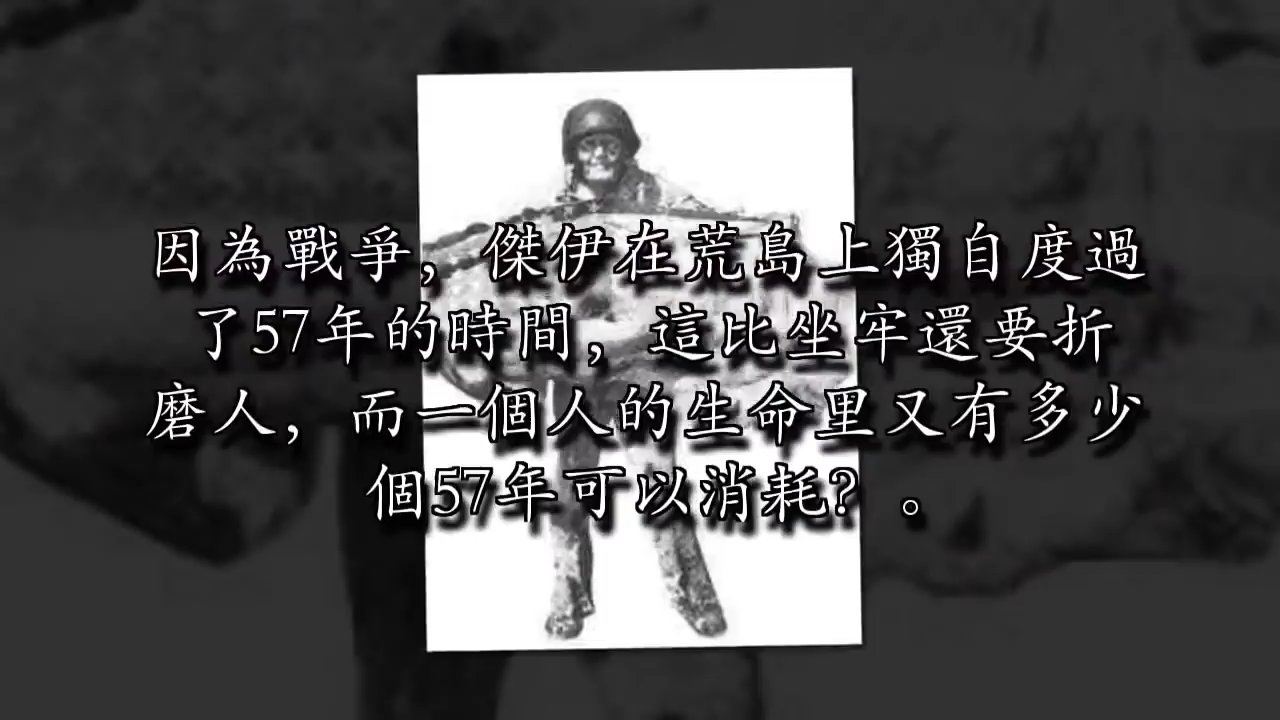 因為戰爭，傑伊在荒島上獨自度過
了57年的時間，這比坐牢還要折
磨人，而一個人的生命里又有多少
個57年可以消耗？。